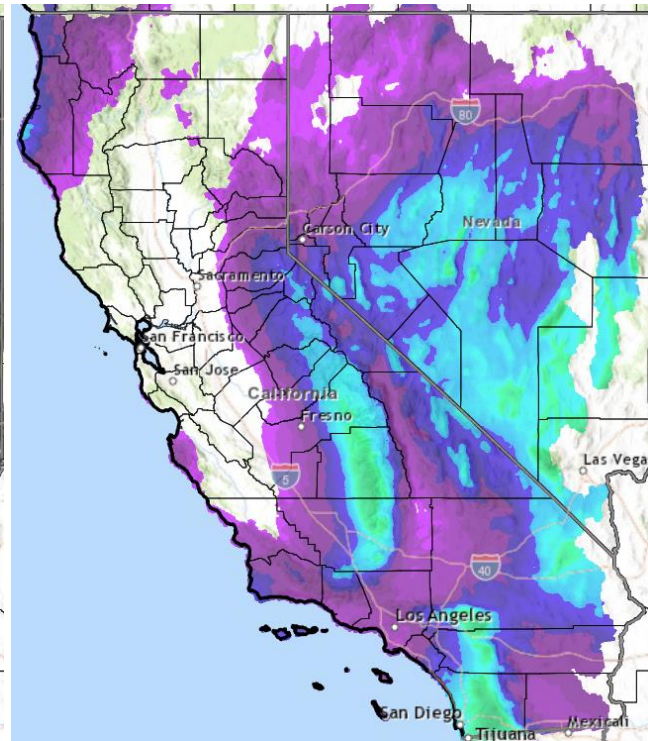 80
Nevada
Carson City
Sacramento
San Francisco
San Jose
California
Fresno
5
Las Vega
40
Los Angeles
San Diego
Tijuana
Mexicali